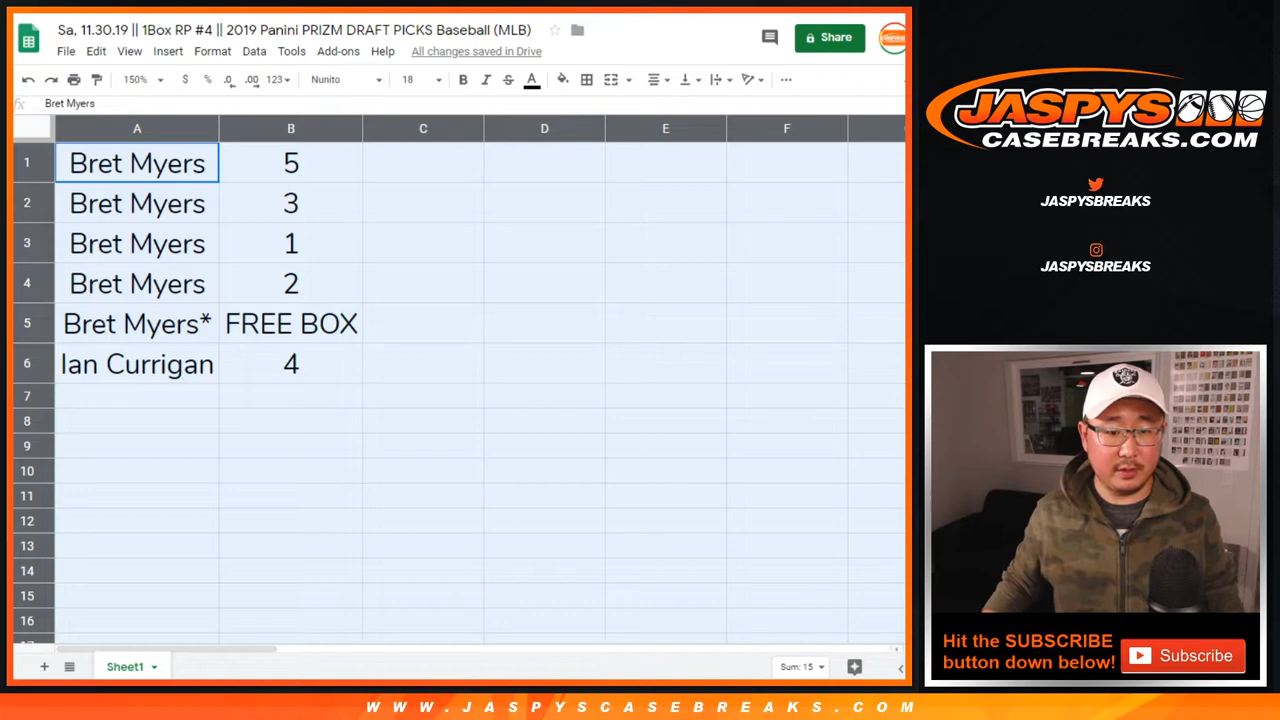 Sa, 11.30.19 || 1Box RP #4 || 2019 Panini PRIZM DRAFT PICKS Baseball (MLB)
File Edit View Insert Format Data Tools Add-ons Help All changes saved in Drive
Share
150% $ % .0 .00 123 Nunito 18 B I S A
fx Bret Myers
A B C D E F
1 Bret Myers 5
2 Bret Myers 3
3 Bret Myers 1
4 Bret Myers 2
5 Bret Myers* FREE BOX
6 Ian Currigan 4
7
8
9
10
11
12
13
14
15
16
Sheet1
Sum: 15
JASPYS
CASEBREAKS.COM
JASPYSBREAKS
JASPYSBREAKS
Hit the SUBSCRIBE
button down below!
Subscribe
WWW.JASPYSCASEBREAKS.COM